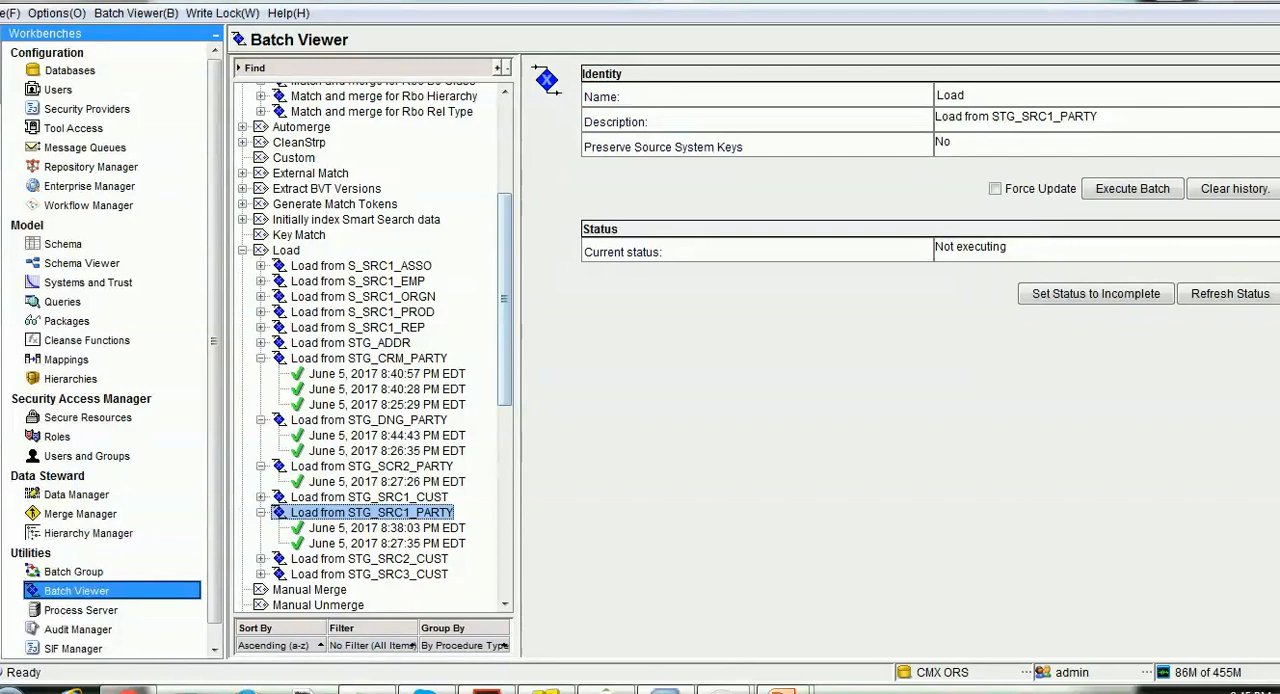 e(F) Options(O) Batch Viewer(B) Write Lock(W) Help(H)
Workbenches
Configuration
Databases
Users
Security Providers
Tool Access
Message Queues
Repository Manager
Enterprise Manager
Workflow Manager
Model
Schema
Schema Viewer
Systems and Trust
Queries
Packages
Cleanse Functions
Mappings
Hierarchies
Security Access Manager
Secure Resources
Roles
Users and Groups
Data Steward
Data Manager
Merge Manager
Hierarchy Manager
Utilities
Batch Group
Batch Viewer
Process Server
Audit Manager
SIF Manager
Batch Viewer
Find
Match and merge for Rbo Hierarchy
Match and merge for Rbo Rel Type
Automerge
CleanStrp
Custom
External Match
Extract BVT Versions
Generate Match Tokens
Initially index Smart Search data
Key Match
Load
Load from S_SRC1_ASSO
Load from S_SRC1_EMP
Load from S_SRC1_ORGN
Load from S_SRC1_PROD
Load from S_SRC1_REP
Load from STG_ADDR
Load from STG_CRM_PARTY
June 5, 2017 8:40:57 PM EDT
June 5, 2017 8:40:28 PM EDT
June 5, 2017 8:25:29 PM EDT
Load from STG_DNG_PARTY
June 5, 2017 8:44:43 PM EDT
June 5, 2017 8:26:35 PM EDT
Load from STG_SCR2_PARTY
June 5, 2017 8:27:26 PM EDT
Load from STG_SRC1_CUST
Load from STG_SRC1_PARTY
June 5, 2017 8:38:03 PM EDT
June 5, 2017 8:27:35 PM EDT
Load from STG_SRC2_CUST
Load from STG_SRC3_CUST
Manual Merge
Manual Unmerge
Sort By Filter Group By
Ascending (a-z) No Filter (All Items) By Procedure Type
Identity
Name: Load
Description: Load from STG_SRC1_PARTY
Preserve Source System Keys No
Force Update Execute Batch Clear history.
Status
Current status: Not executing
Set Status to Incomplete Refresh Status
Ready CMX ORS admin 86M of 455M